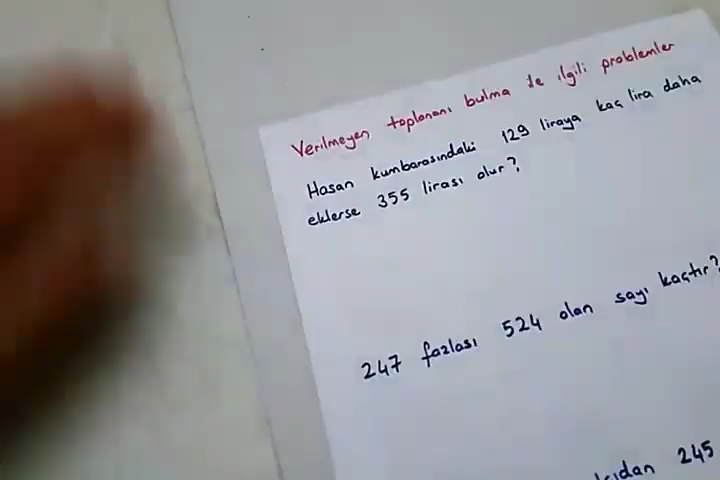 Verilmeyen toplananı bulma ile ilgili problemler
Hasan kumbarasındaki 129 liraya kaç lira daha
eklerse 355 lirası olur?
247 fazlası 524 olan sayı kaçtır?
245